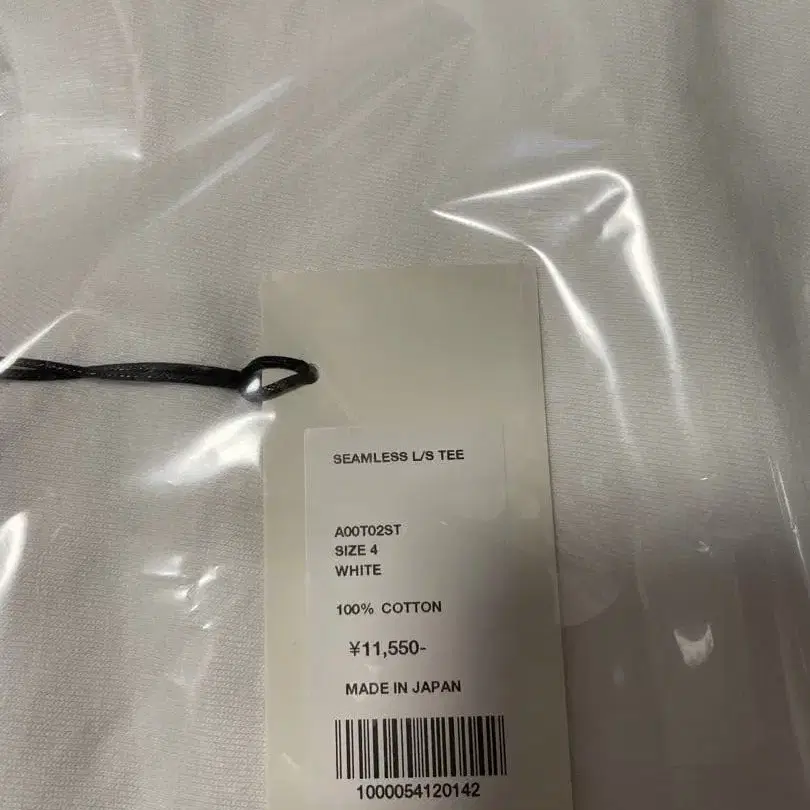 SEAMLESS L/S TEE
A00T02ST
SIZE 4
WHITE
100% COTTON
¥11,550-
MADE IN JAPAN
1000054120142